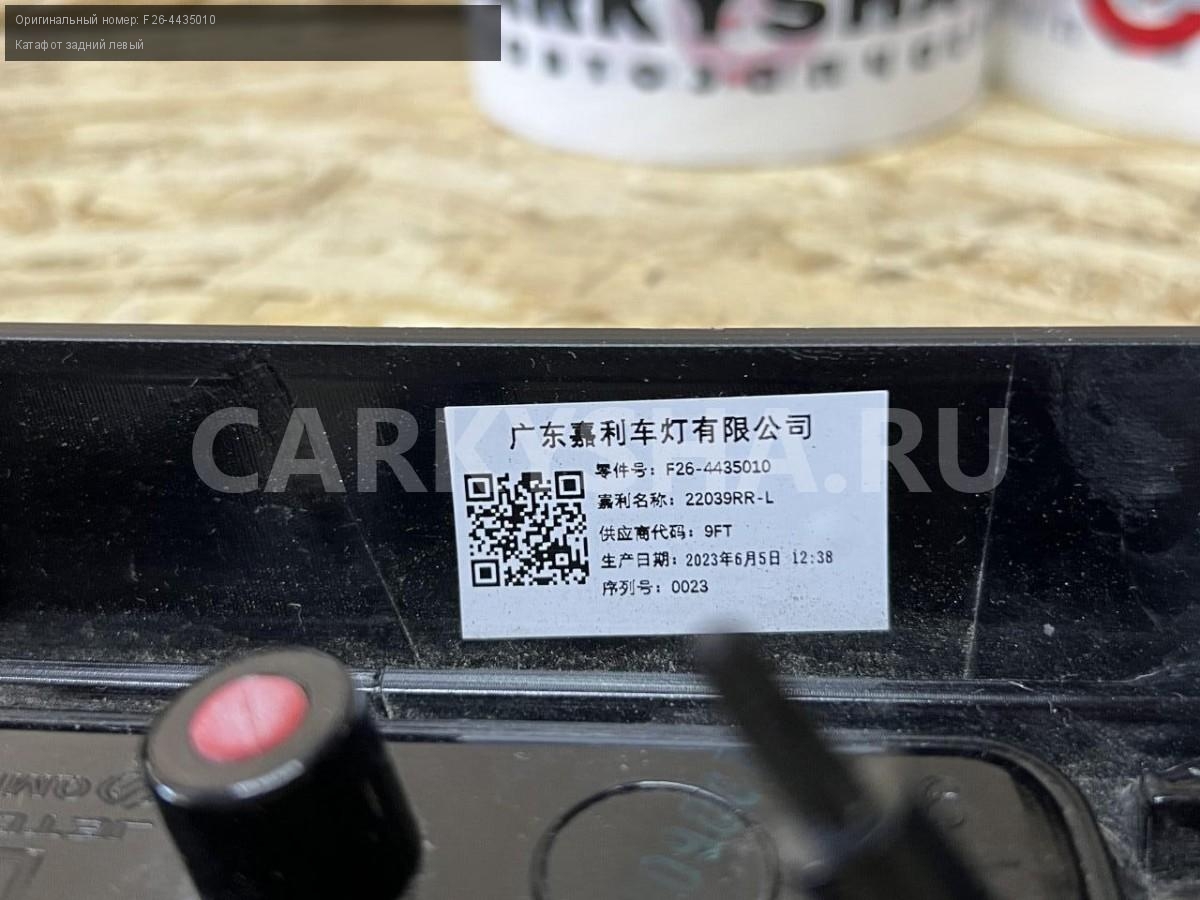 Оригинальный номер: F26-4435010
Катафот задний левый
CARKYSHA.RU
广东嘉利车灯有限公司
零件号：F26-4435010
嘉利名称：22039RR-L
供应商代码：9FT
生产日期：2023年6月5日 12:38
序列号：0023